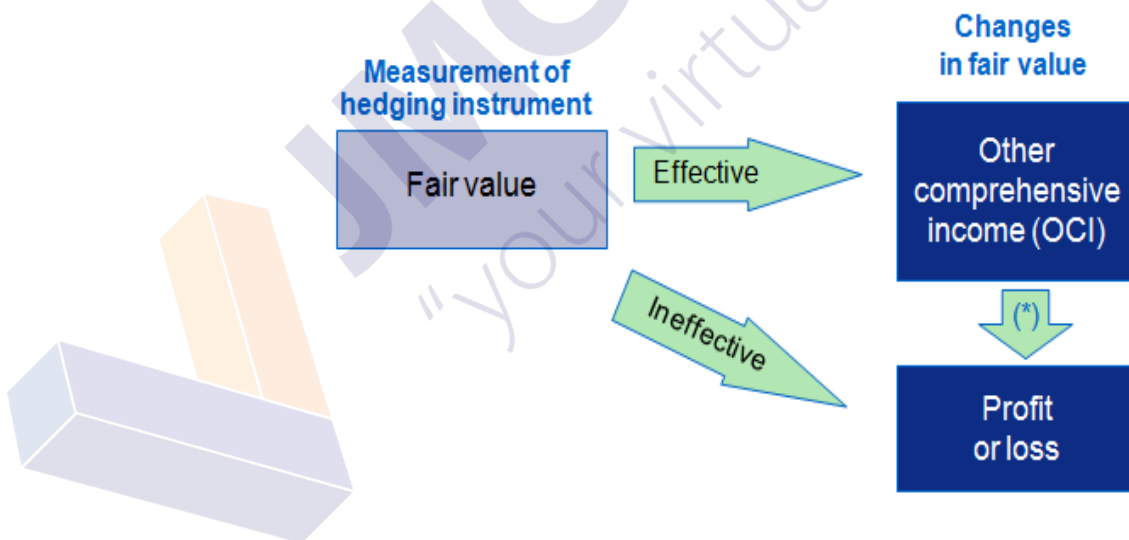 Changes
in fair value
Measurement of
hedging instrument
Fair value
Effective
Other
comprehensive
income (OCI)
Ineffective
(*)
Profit
or loss
"your virtua